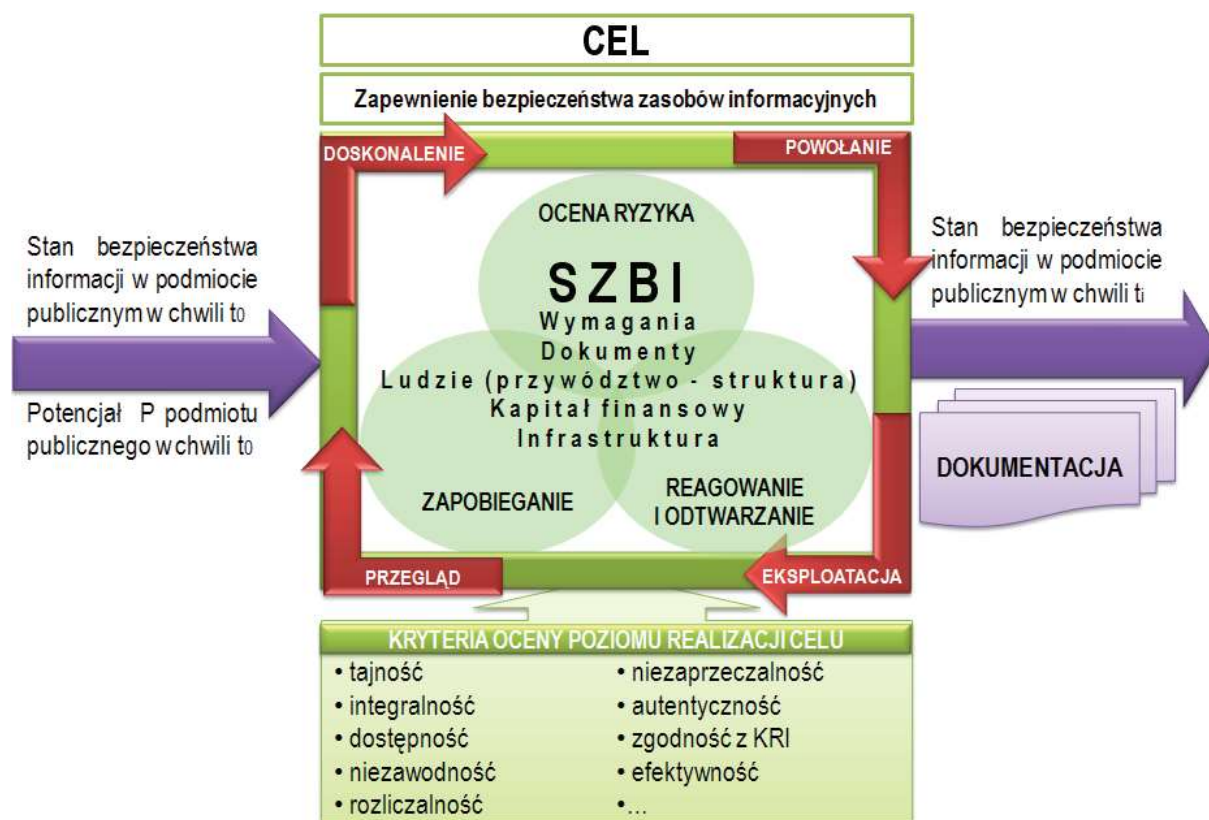 CEL
Zapewnienie bezpieczeństwa zasobów informacyjnych
DOSKONALENIE
POWOŁANIE
Stan bezpieczeństwa
informacji w podmiocie
publicznym w chwili t0
Potencjał P podmiotu
publicznego w chwili t0
OCENA RYZYKA
SZBI
Wymagania
Dokumenty
Ludzie (przywództwo - struktura)
Kapitał finansowy
Infrastruktura
ZAPOBIEGANIE
REAGOWANIE
I ODTWARZANIE
Stan bezpieczeństwa
informacji w podmiocie
publicznym w chwili ti
DOKUMENTACJA
PRZEGLĄD
EKSPLOATACJA
KRYTERIA OCENY POZIOMU REALIZACJI CELU
• tajność
• integralność
• dostępność
• niezawodność
• rozliczalność
• niezaprzeczalność
• autentyczność
• zgodność z KRI
• efektywność
•...